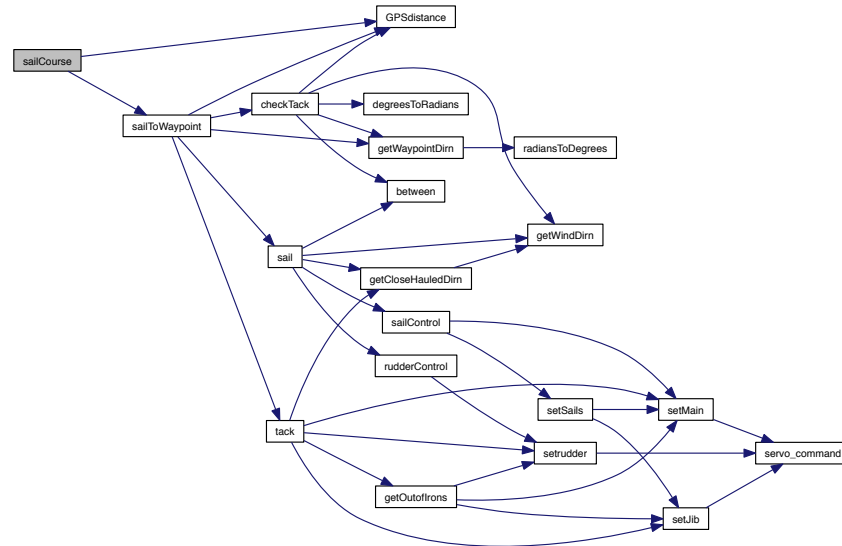 GPSdistance
sailCourse
checkTack
degreesToRadians
sailToWaypoint
getWaypointDirn
radiansToDegrees
between
getWindDirn
sail
getCloseHauledDirn
sailControl
rudderControl
setSails
setMain
tack
setrudder
servo_command
getOutofIrons
setJib